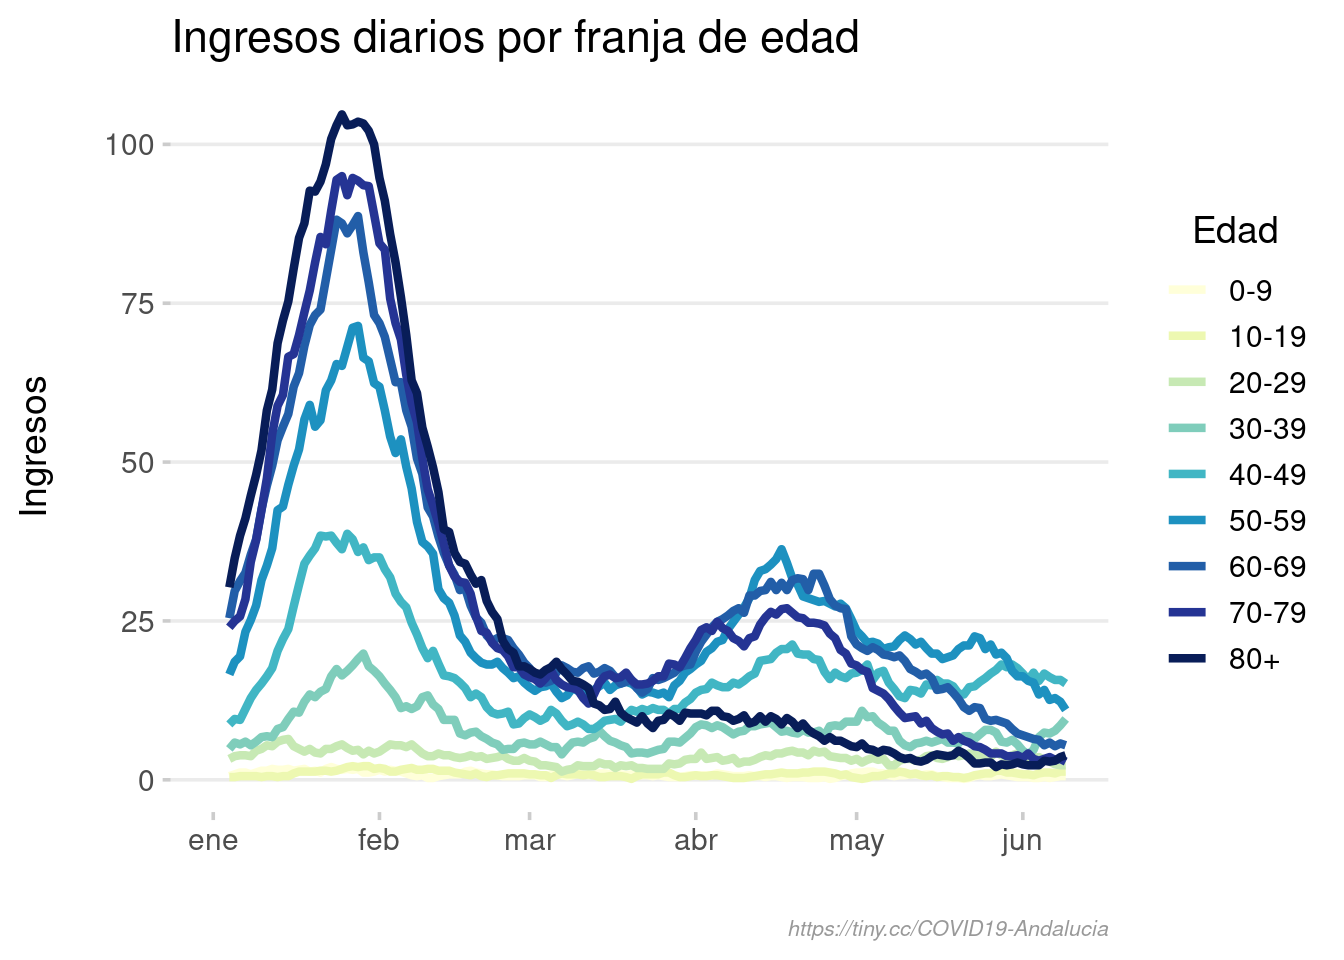 Ingresos diarios por franja de edad
Ingresos
100
75
50
25
0
ene feb mar abr may jun
Edad
0-9
10-19
20-29
30-39
40-49
50-59
60-69
70-79
80+
https://tiny.cc/COVID19-Andalucia